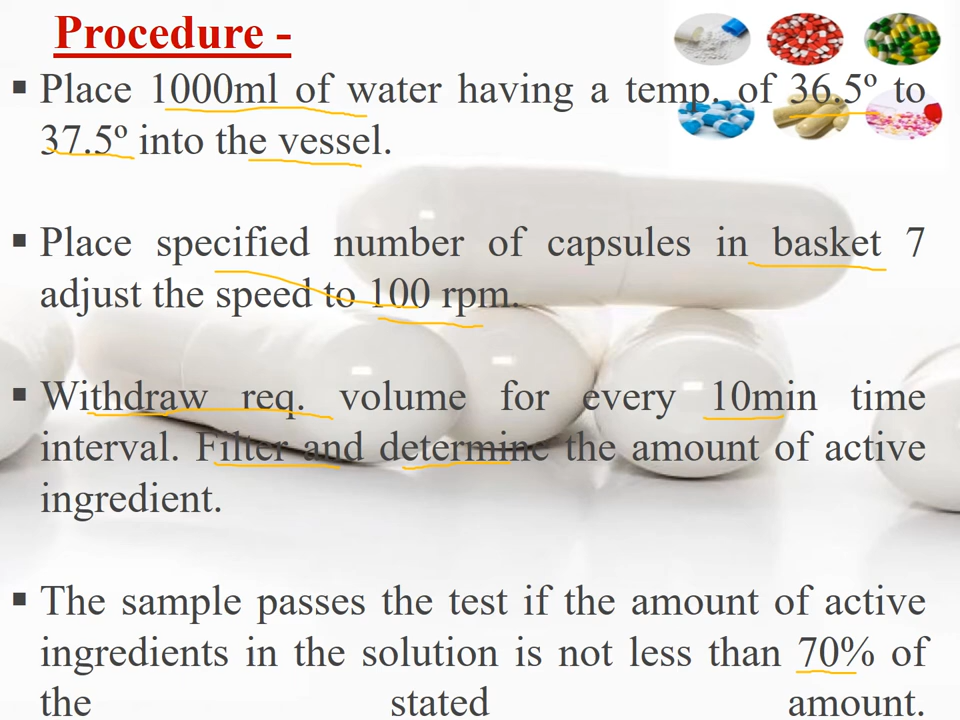 Procedure -
▪ Place 1000ml of water having a temp. of 36.5º to
37.5º into the vessel.
▪ Place specified number of capsules in basket 7
adjust the speed to 100 rpm.
▪ Withdraw req. volume for every 10min time
interval. Filter and determine the amount of active
ingredient.
▪ The sample passes the test if the amount of active
ingredients in the solution is not less than 70% of
the stated amount.